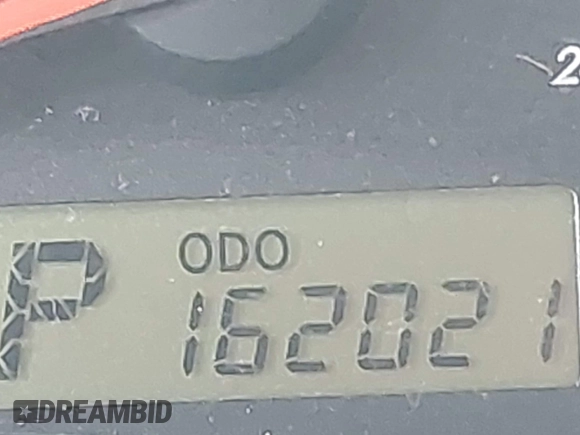 2
ODO
P 162021
DREAMBID